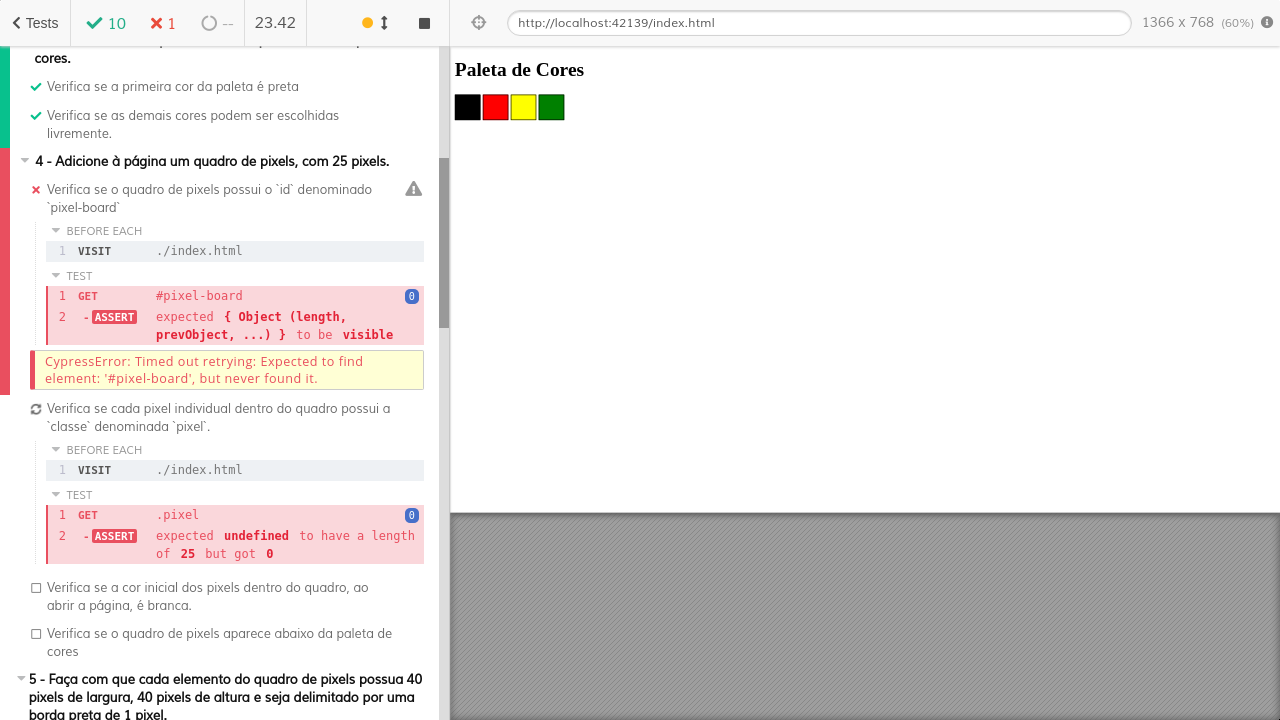 Tests 10 1 -- 23.42
http://localhost:42139/index.html 1366 x 768 (60%)
cores.
Verifica se a primeira cor da paleta é preta
Verifica se as demais cores podem ser escolhidas
livremente.
4 - Adicione à página um quadro de pixels, com 25 pixels.
Verifica se o quadro de pixels possui o `id` denominado
`pixel-board`
BEFORE EACH
1 VISIT ./index.html
TEST
1 GET #pixel-board 0
2 -ASSERT expected { Object (length,
prevObject, ...) } to be visible
CypressError: Timed out retrying: Expected to find
element: '#pixel-board', but never found it.
Verifica se cada pixel individual dentro do quadro possui a
`classe` denominada `pixel`.
BEFORE EACH
1 VISIT ./index.html
TEST
1 GET .pixel 0
2 -ASSERT expected undefined to have a length
of 25 but got 0
Verifica se a cor inicial dos pixels dentro do quadro, ao
abrir a página, é branca.
Verifica se o quadro de pixels aparece abaixo da paleta de
cores
5 - Faça com que cada elemento do quadro de pixels possua 40
pixels de largura, 40 pixels de altura e seja delimitado por uma
borda preta de 1 pixel.
Paleta de Cores